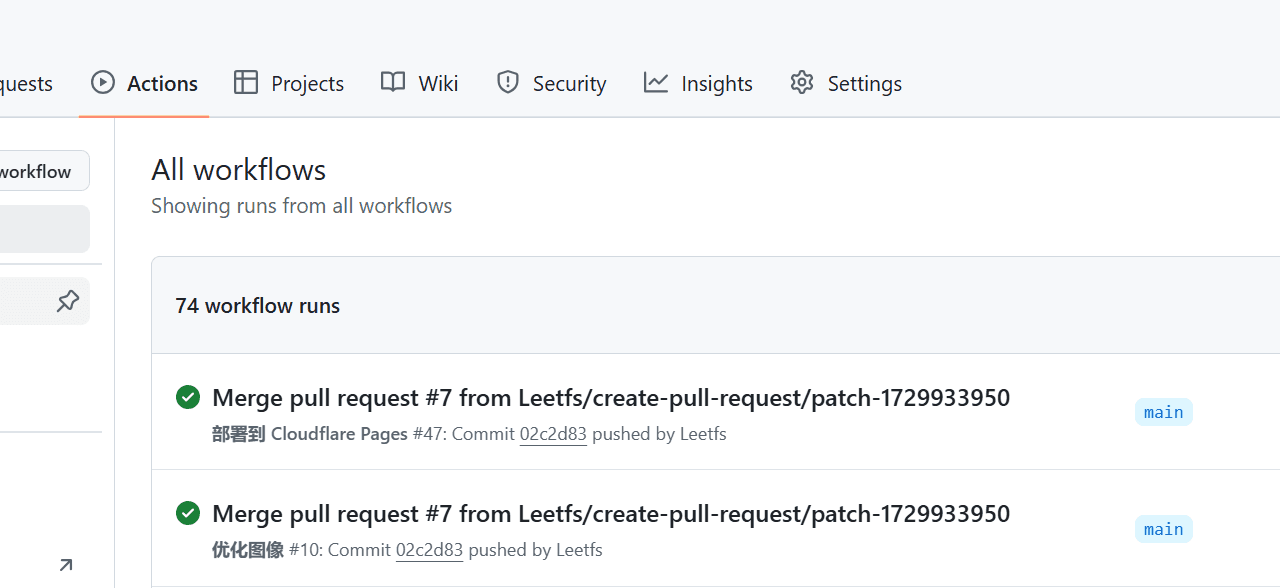 quests Actions Projects Wiki Security Insights Settings
workflow
All workflows
Showing runs from all workflows
74 workflow runs
Merge pull request #7 from Leetfs/create-pull-request/patch-1729933950
main
部署到 Cloudflare Pages #47: Commit 02c2d83 pushed by Leetfs
Merge pull request #7 from Leetfs/create-pull-request/patch-1729933950
main
优化图像 #10: Commit 02c2d83 pushed by Leetfs